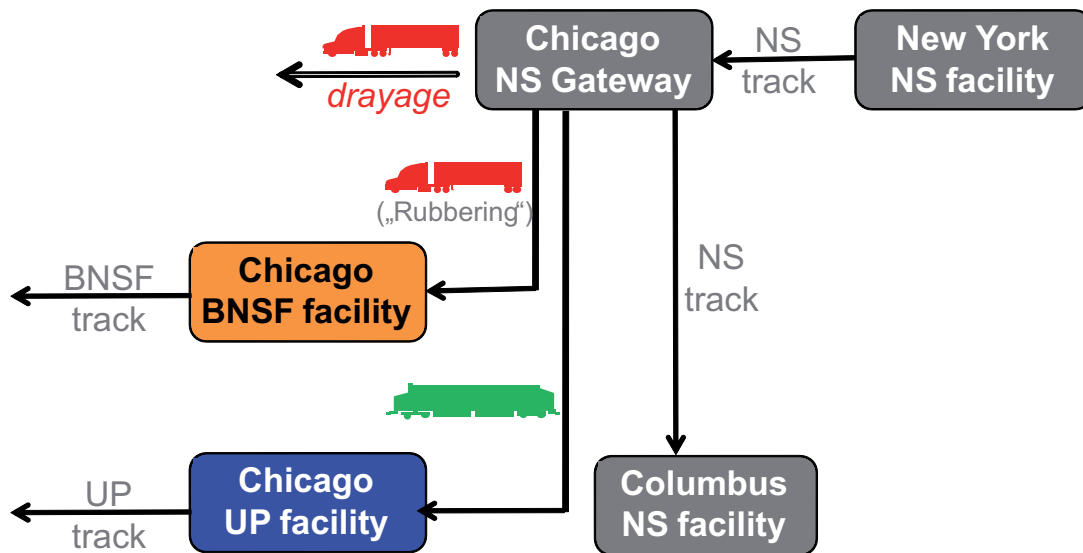 Chicago
NS Gateway
NS
track
New York
NS facility
drayage
(„Rubbering“)
BNSF
track
Chicago
BNSF facility
NS
track
UP
track
Chicago
UP facility
Columbus
NS facility